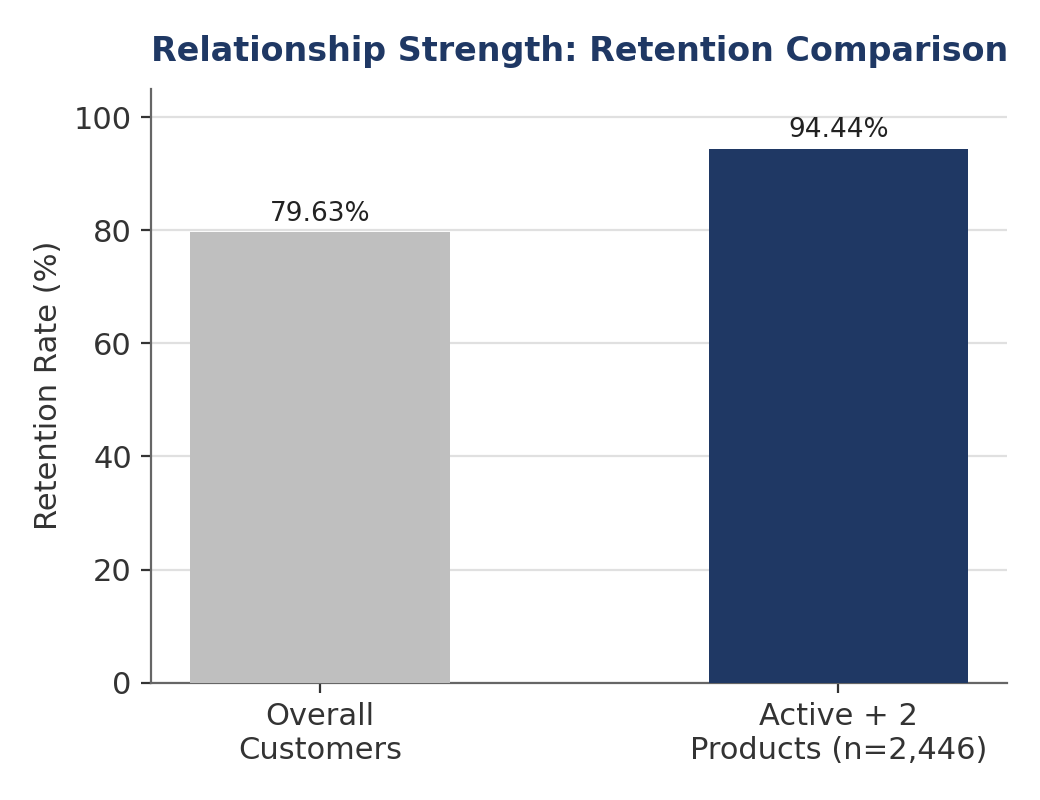 Relationship Strength: Retention Comparison
Retention Rate (%)
100
80
60
40
20
0
79.63%
94.44%
Overall
Customers
Active + 2
Products (n=2,446)